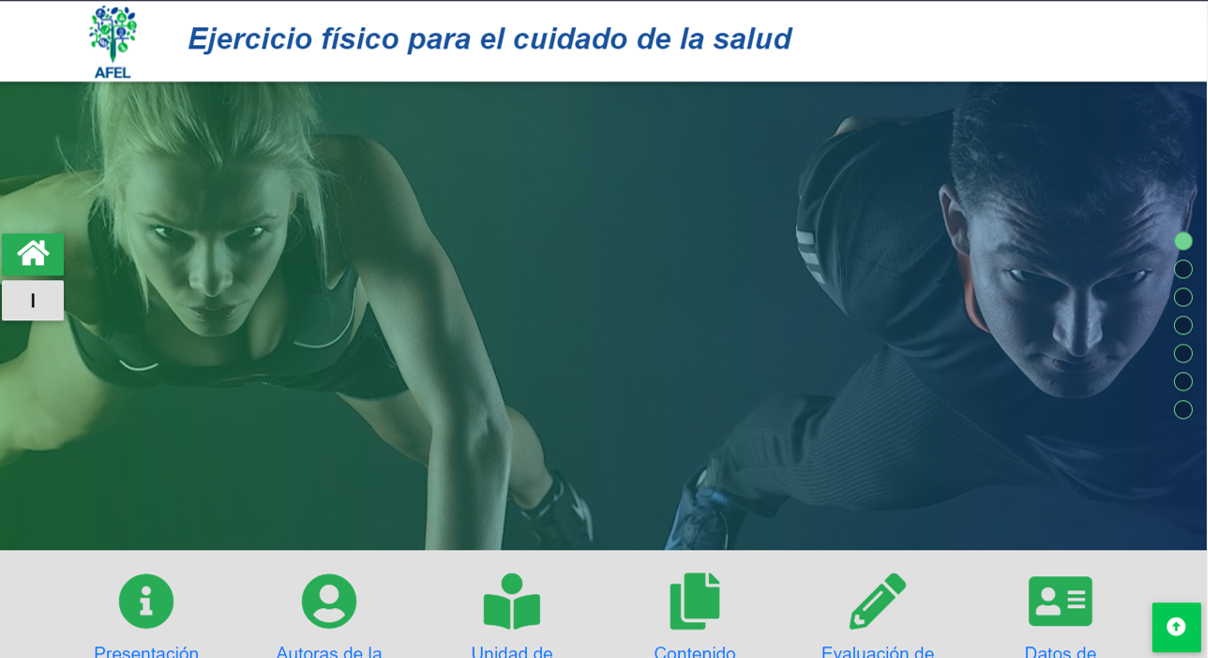 AFEL
Ejercicio físico para el cuidado de la salud
I
Presentación
Autoras de la
Unidad de
Contenido
Evaluación de
Datos de